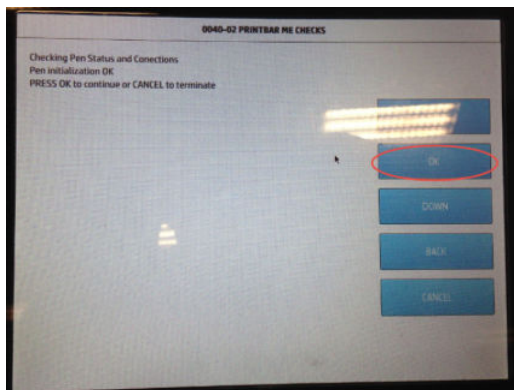 0040-02 PRINTBAR ME CHECKS
Checking Pen Status and Conections
Pen initialization OK
PRESS OK to continue or CANCEL to terminate
OK
DOWN
BACK
CANCEL